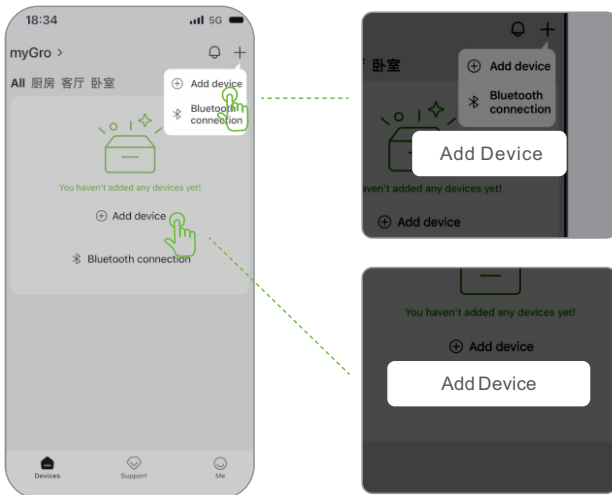 18:34
5G
myGro >
All 厨房 客厅 卧室
Add device
Bluetooth
connection
You haven't added any devices yet!
Add device
Bluetooth connection
Devices
Support
Me
卧室
Add device
Bluetooth
connection
Add Device
aven't added any devices yet!
Add device
You haven't added any devices yet!
Add device
Add Device